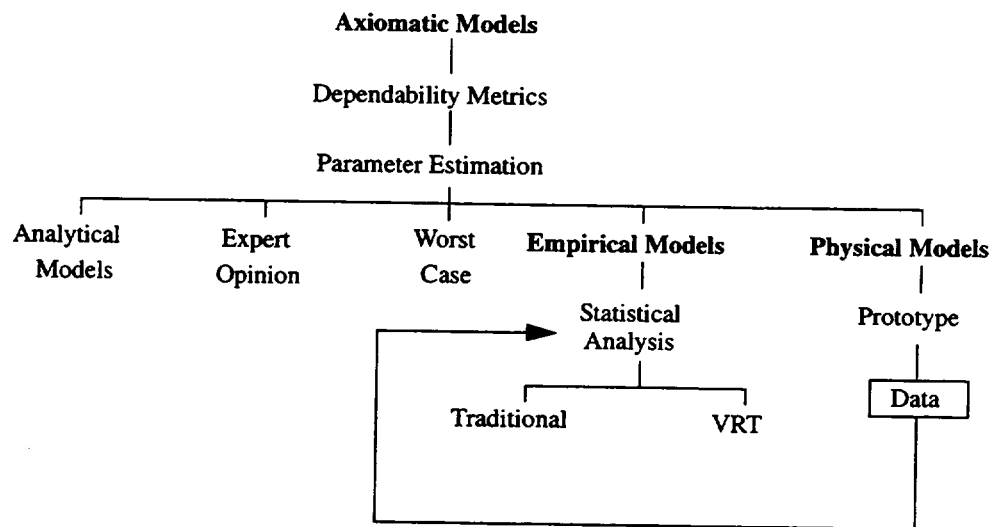 Axiomatic Models
Dependability Metrics
Parameter Estimation
Analytical
Models
Expert
Opinion
Worst
Case
Empirical Models
Physical Models
Statistical
Analysis
Prototype
Data
Traditional
VRT